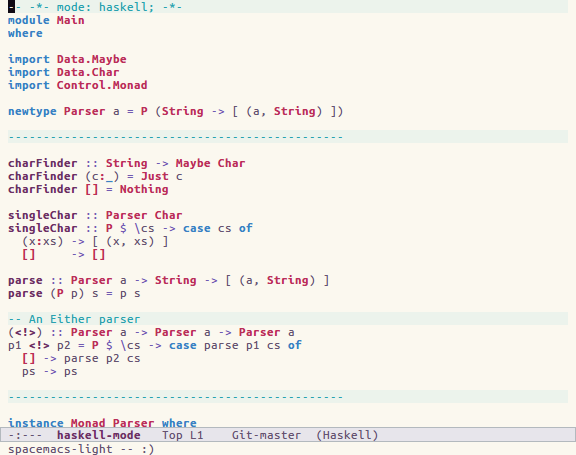 -- -*- mode: haskell; -*-
module Main
where
import Data.Maybe
import Data.Char
import Control.Monad
newtype Parser a = P (String -> [ (a, String) ])
------------------------------------------------
charFinder :: String -> Maybe Char
charFinder (c:_) = Just c
charFinder [] = Nothing
singleChar :: Parser Char
singleChar :: P $ \cs -> case cs of
  (x:xs) -> [ (x, xs) ]
  []     -> []
parse :: Parser a -> String -> [ (a, String) ]
parse (P p) s = p s
-- An Either parser
(<!>) :: Parser a -> Parser a -> Parser a
p1 <!> p2 = P $ \cs -> case parse p1 cs of
  [] -> parse p2 cs
  ps -> ps
------------------------------------------------
instance Monad Parser where
-:---  haskell-mode   Top L1    Git-master  (Haskell)
spacemacs-light -- :)